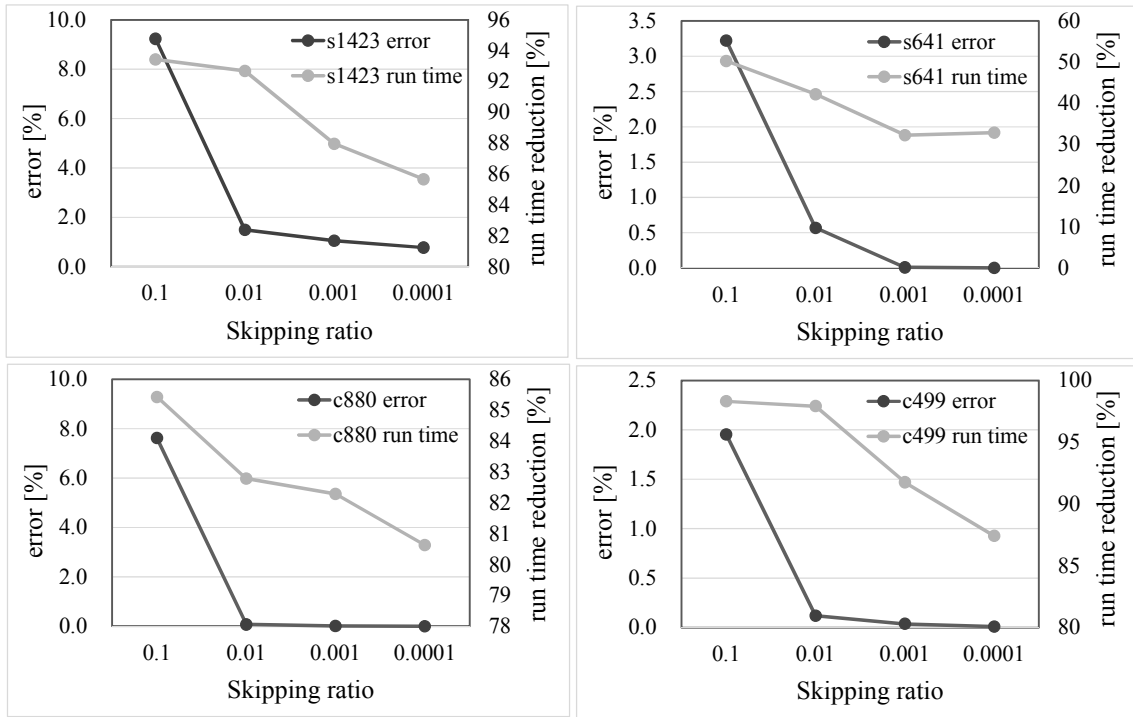 error [%]
10.0
8.0
6.0
4.0
2.0
0.0
s1423 error
s1423 run time
96
94
92
90
88
86
84
82
80
run time reduction [%]
0.1 0.01 0.001 0.0001
Skipping ratio
error [%]
3.5
3.0
2.5
2.0
1.5
1.0
0.5
0.0
s641 error
s641 run time
60
50
40
30
20
10
0
run time reduction [%]
0.1 0.01 0.001 0.0001
Skipping ratio
error [%]
10.0
8.0
6.0
4.0
2.0
0.0
c880 error
c880 run time
86
85
84
83
82
81
80
79
78
run time reduction [%]
0.1 0.01 0.001 0.0001
Skipping ratio
error [%]
2.5
2.0
1.5
1.0
0.5
0.0
c499 error
c499 run time
100
95
90
85
80
run time reduction [%]
0.1 0.01 0.001 0.0001
Skipping ratio